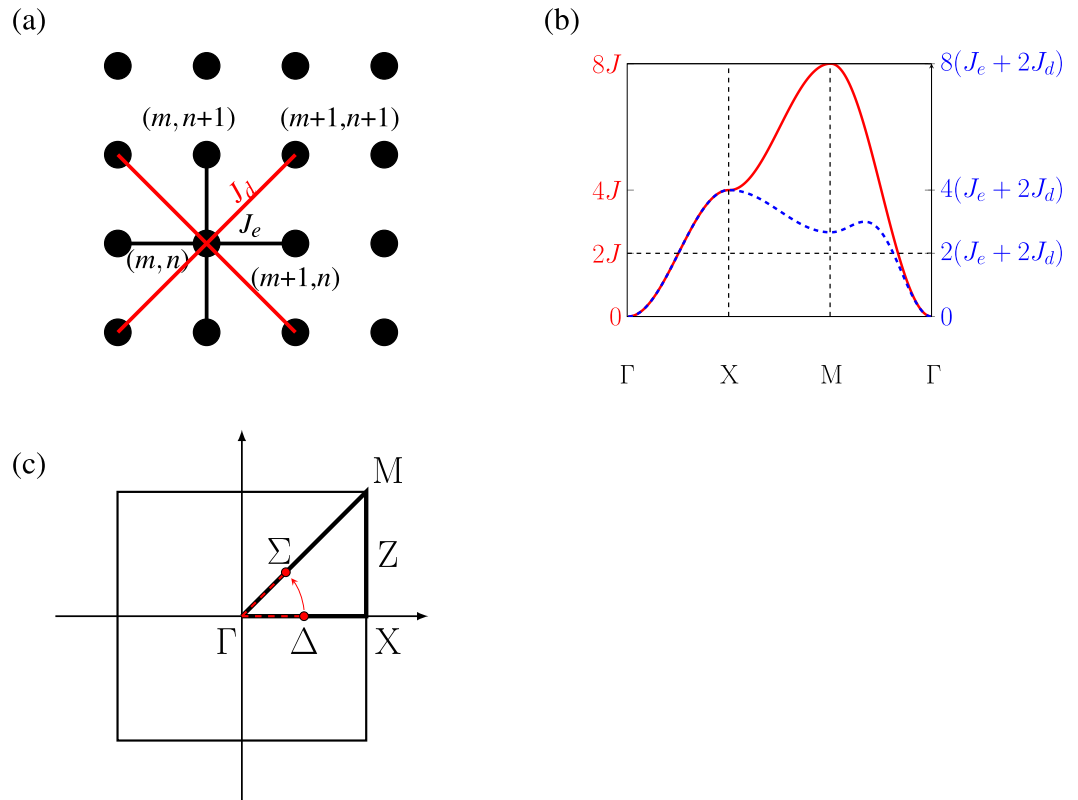 (a)
(m, n+1) (m+1,n+1)
J_d
J_e
(m, n)
(m+1,n)
(b)
8J 8(J_e + 2J_d)
4J 4(J_e + 2J_d)
2J 2(J_e + 2J_d)
0 0
Γ X M Γ
(c)
M
Σ Z
Γ Δ X